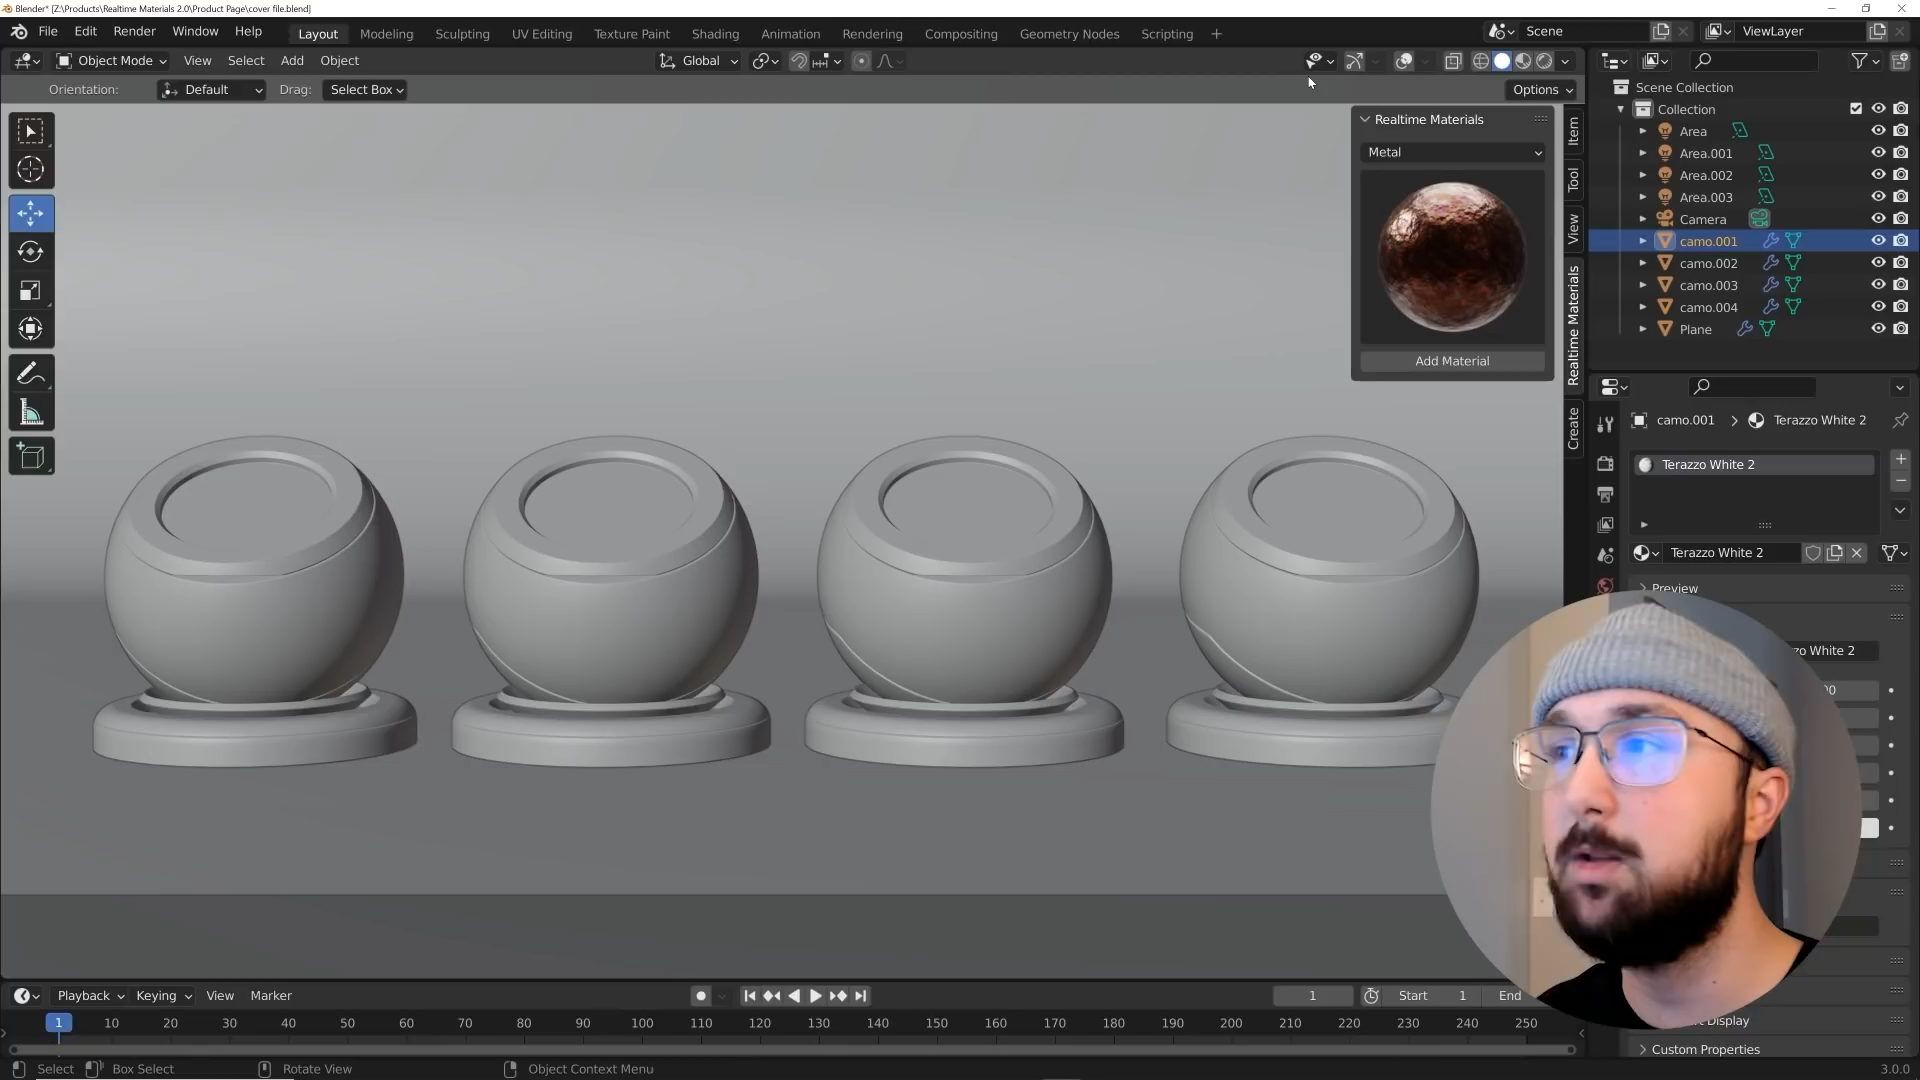 Blender* [Z:\Products\Realtime Materials 2.0\Product Page\cover file.blend]
File Edit Render Window Help Layout Modeling Sculpting UV Editing Texture Paint Shading Animation Rendering Compositing Geometry Nodes Scripting + Scene ViewLayer
Object Mode View Select Add Object Global
Orientation: Default Drag: Select Box Options
Realtime Materials
Metal
Add Material
Item
Tool
View
Realtime Materials
Create
Scene Collection
Collection
Area
Area.001
Area.002
Area.003
Camera
camo.001
camo.002
camo.003
camo.004
Plane
camo.001 > Terazzo White 2
Terazzo White 2
Terazzo White 2
Preview
zo White 2
Display
Custom Properties
Playback Keying View Marker 1 Start 1 End
1 10 20 30 40 50 60 70 80 90 100 110 120 130 140 150 160 170 180 190 200 210 220 230 240 250
Select Box Select Rotate View Object Context Menu 3.0.0